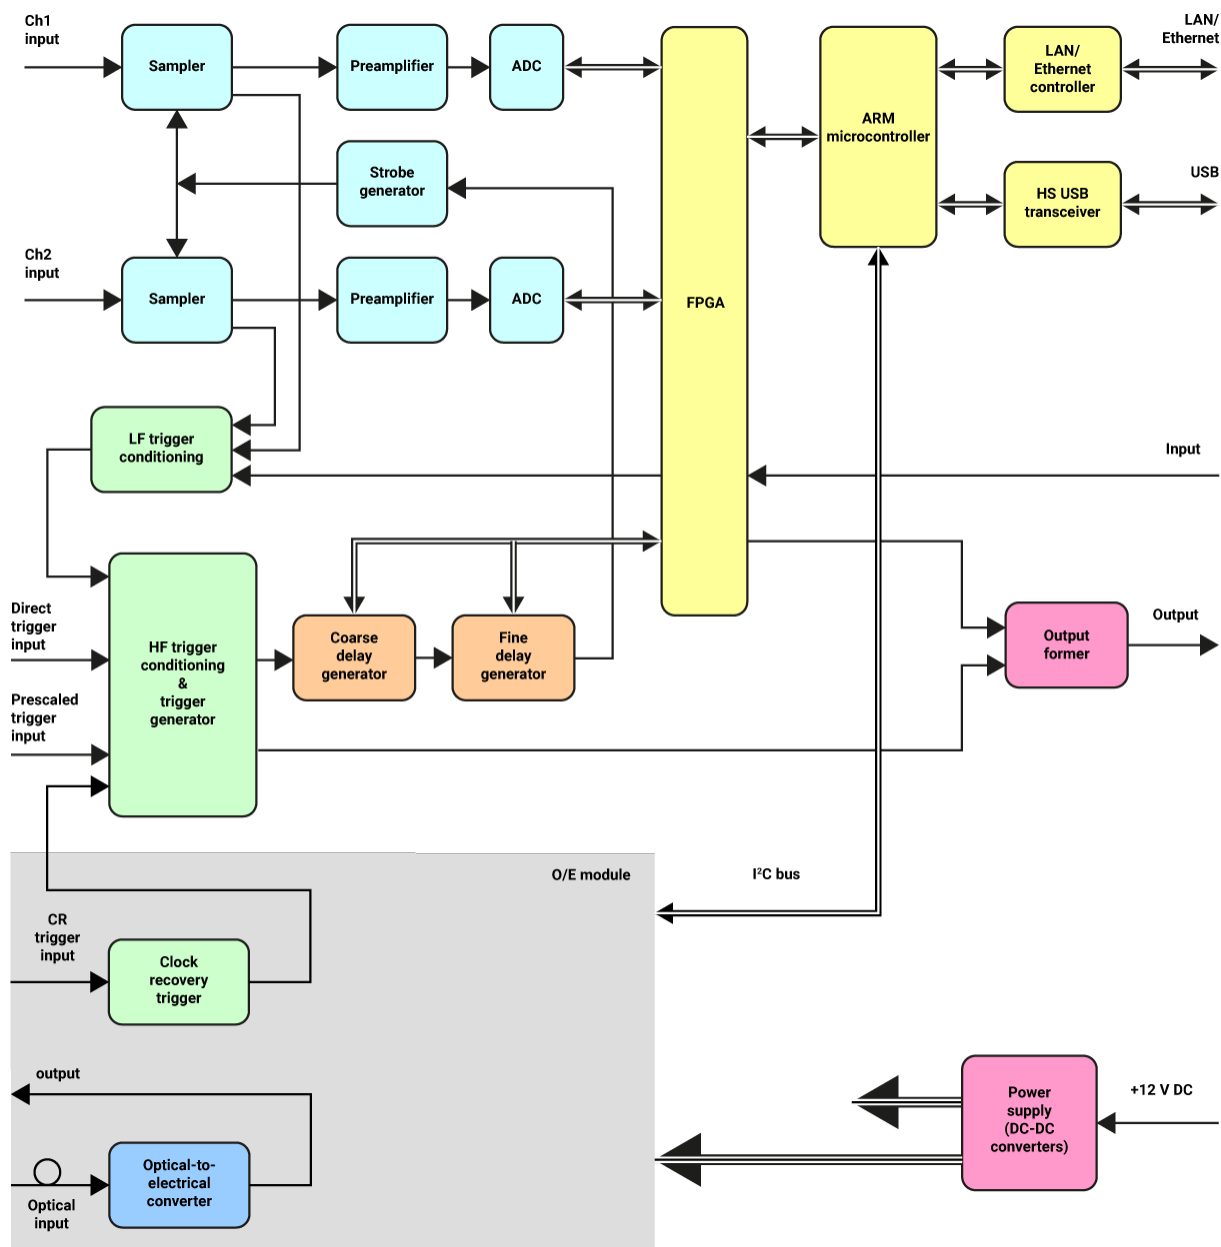 Ch1
input
Sampler
Preamplifier
ADC
LAN/
Ethernet
controller
LAN/
Ethernet
ARM
microcontroller
Strobe
generator
HS USB
transceiver
USB
Ch2
input
Sampler
Preamplifier
ADC
FPGA
LF trigger
conditioning
Input
Direct
trigger
input
HF trigger
conditioning
&
trigger
generator
Coarse
delay
generator
Fine
delay
generator
Output
former
Output
Prescaled
trigger
input
O/E module
I²C bus
CR
trigger
input
Clock
recovery
trigger
output
Optical-to-
electrical
converter
Optical
input
Power
supply
(DC-DC
converters)
+12 V DC